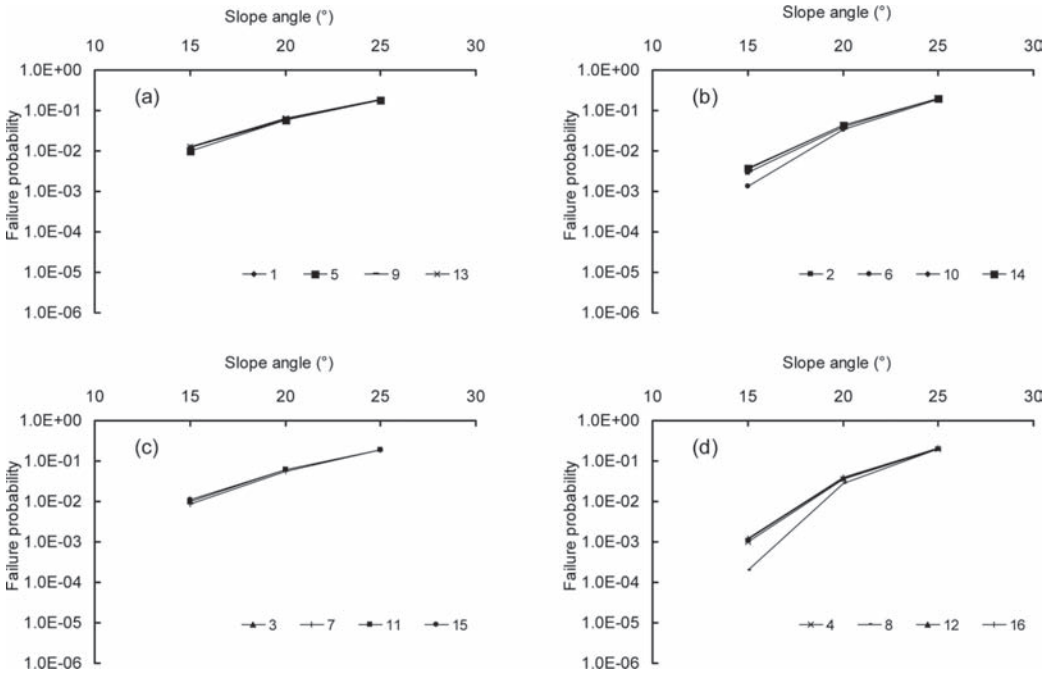 Slope angle (°)
10 15 20 25 30
1.0E+00
1.0E-01
1.0E-02
1.0E-03
1.0E-04
1.0E-05
1.0E-06
Failure probability
(a)
1 5 9 13
Slope angle (°)
10 15 20 25 30
1.0E+00
1.0E-01
1.0E-02
1.0E-03
1.0E-04
1.0E-05
1.0E-06
Failure probability
(b)
2 6 10 14
Slope angle (°)
10 15 20 25 30
1.0E+00
1.0E-01
1.0E-02
1.0E-03
1.0E-04
1.0E-05
1.0E-06
Failure probability
(c)
3 7 11 15
Slope angle (°)
10 15 20 25 30
1.0E+00
1.0E-01
1.0E-02
1.0E-03
1.0E-04
1.0E-05
1.0E-06
Failure probability
(d)
4 8 12 16